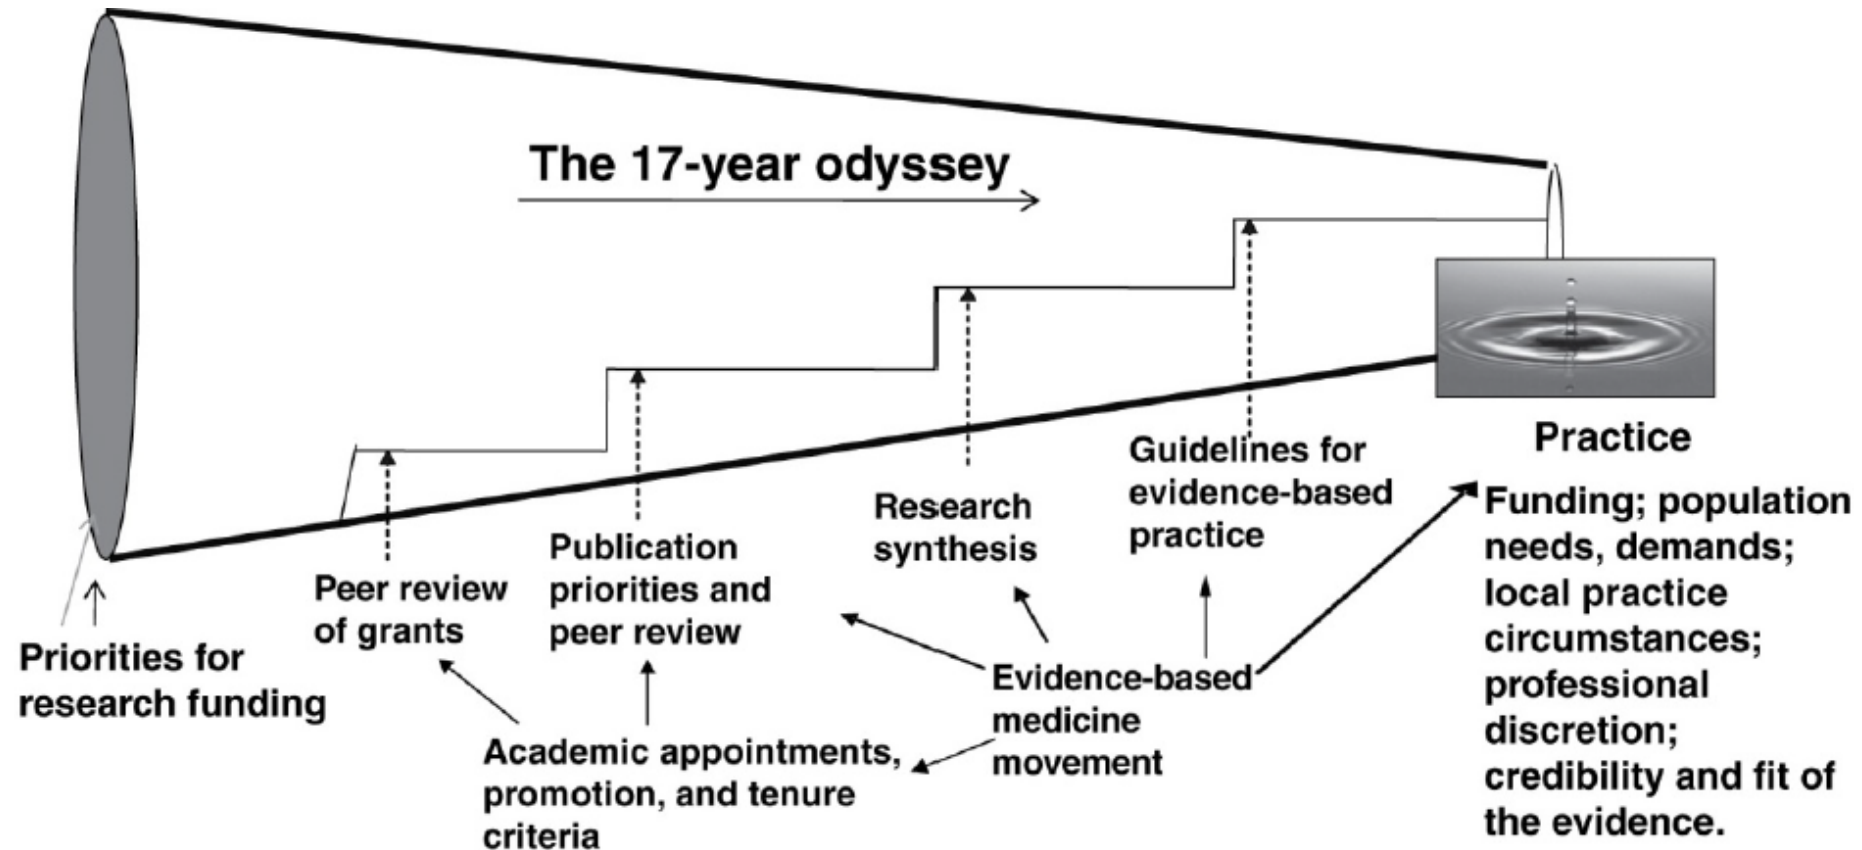 The 17-year odyssey
Priorities for
research funding
Peer review
of grants
Publication
priorities and
peer review
Research
synthesis
Guidelines for
evidence-based
practice
Academic appointments,
promotion, and tenure
criteria
Evidence-based
medicine
movement
Practice
Funding; population
needs, demands;
local practice
circumstances;
professional
discretion;
credibility and fit of
the evidence.